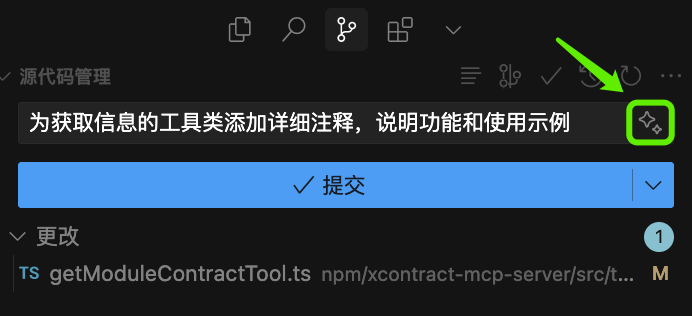 源代码管理
为获取信息的工具类添加详细注释，说明功能和使用示例
提交
更改 1
TS getModuleContractTool.ts npm/xcontract-mcp-server/src/t... M